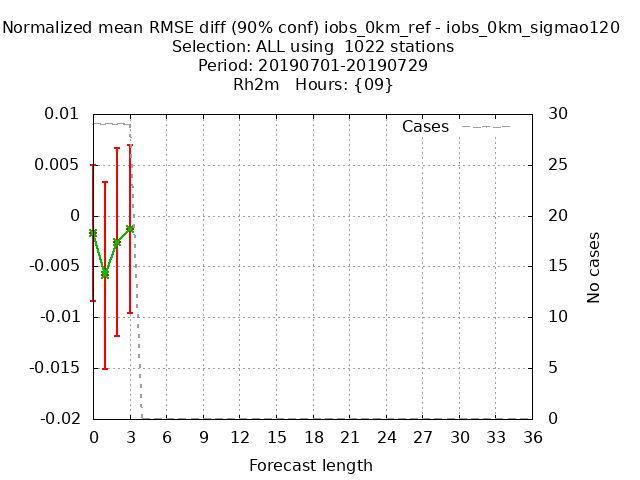 Normalized mean RMSE diff (90% conf) iobs_0km_ref - iobs_0km_sigmao120
Selection: ALL using  1022 stations
Period: 20190701-20190729
Rh2m   Hours: {09}
Cases
0.01
0.005
0
-0.005
-0.01
-0.015
-0.02
30
25
20
15
10
5
0
No cases
0 3 6 9 12 15 18 21 24 27 30 33 36
Forecast length